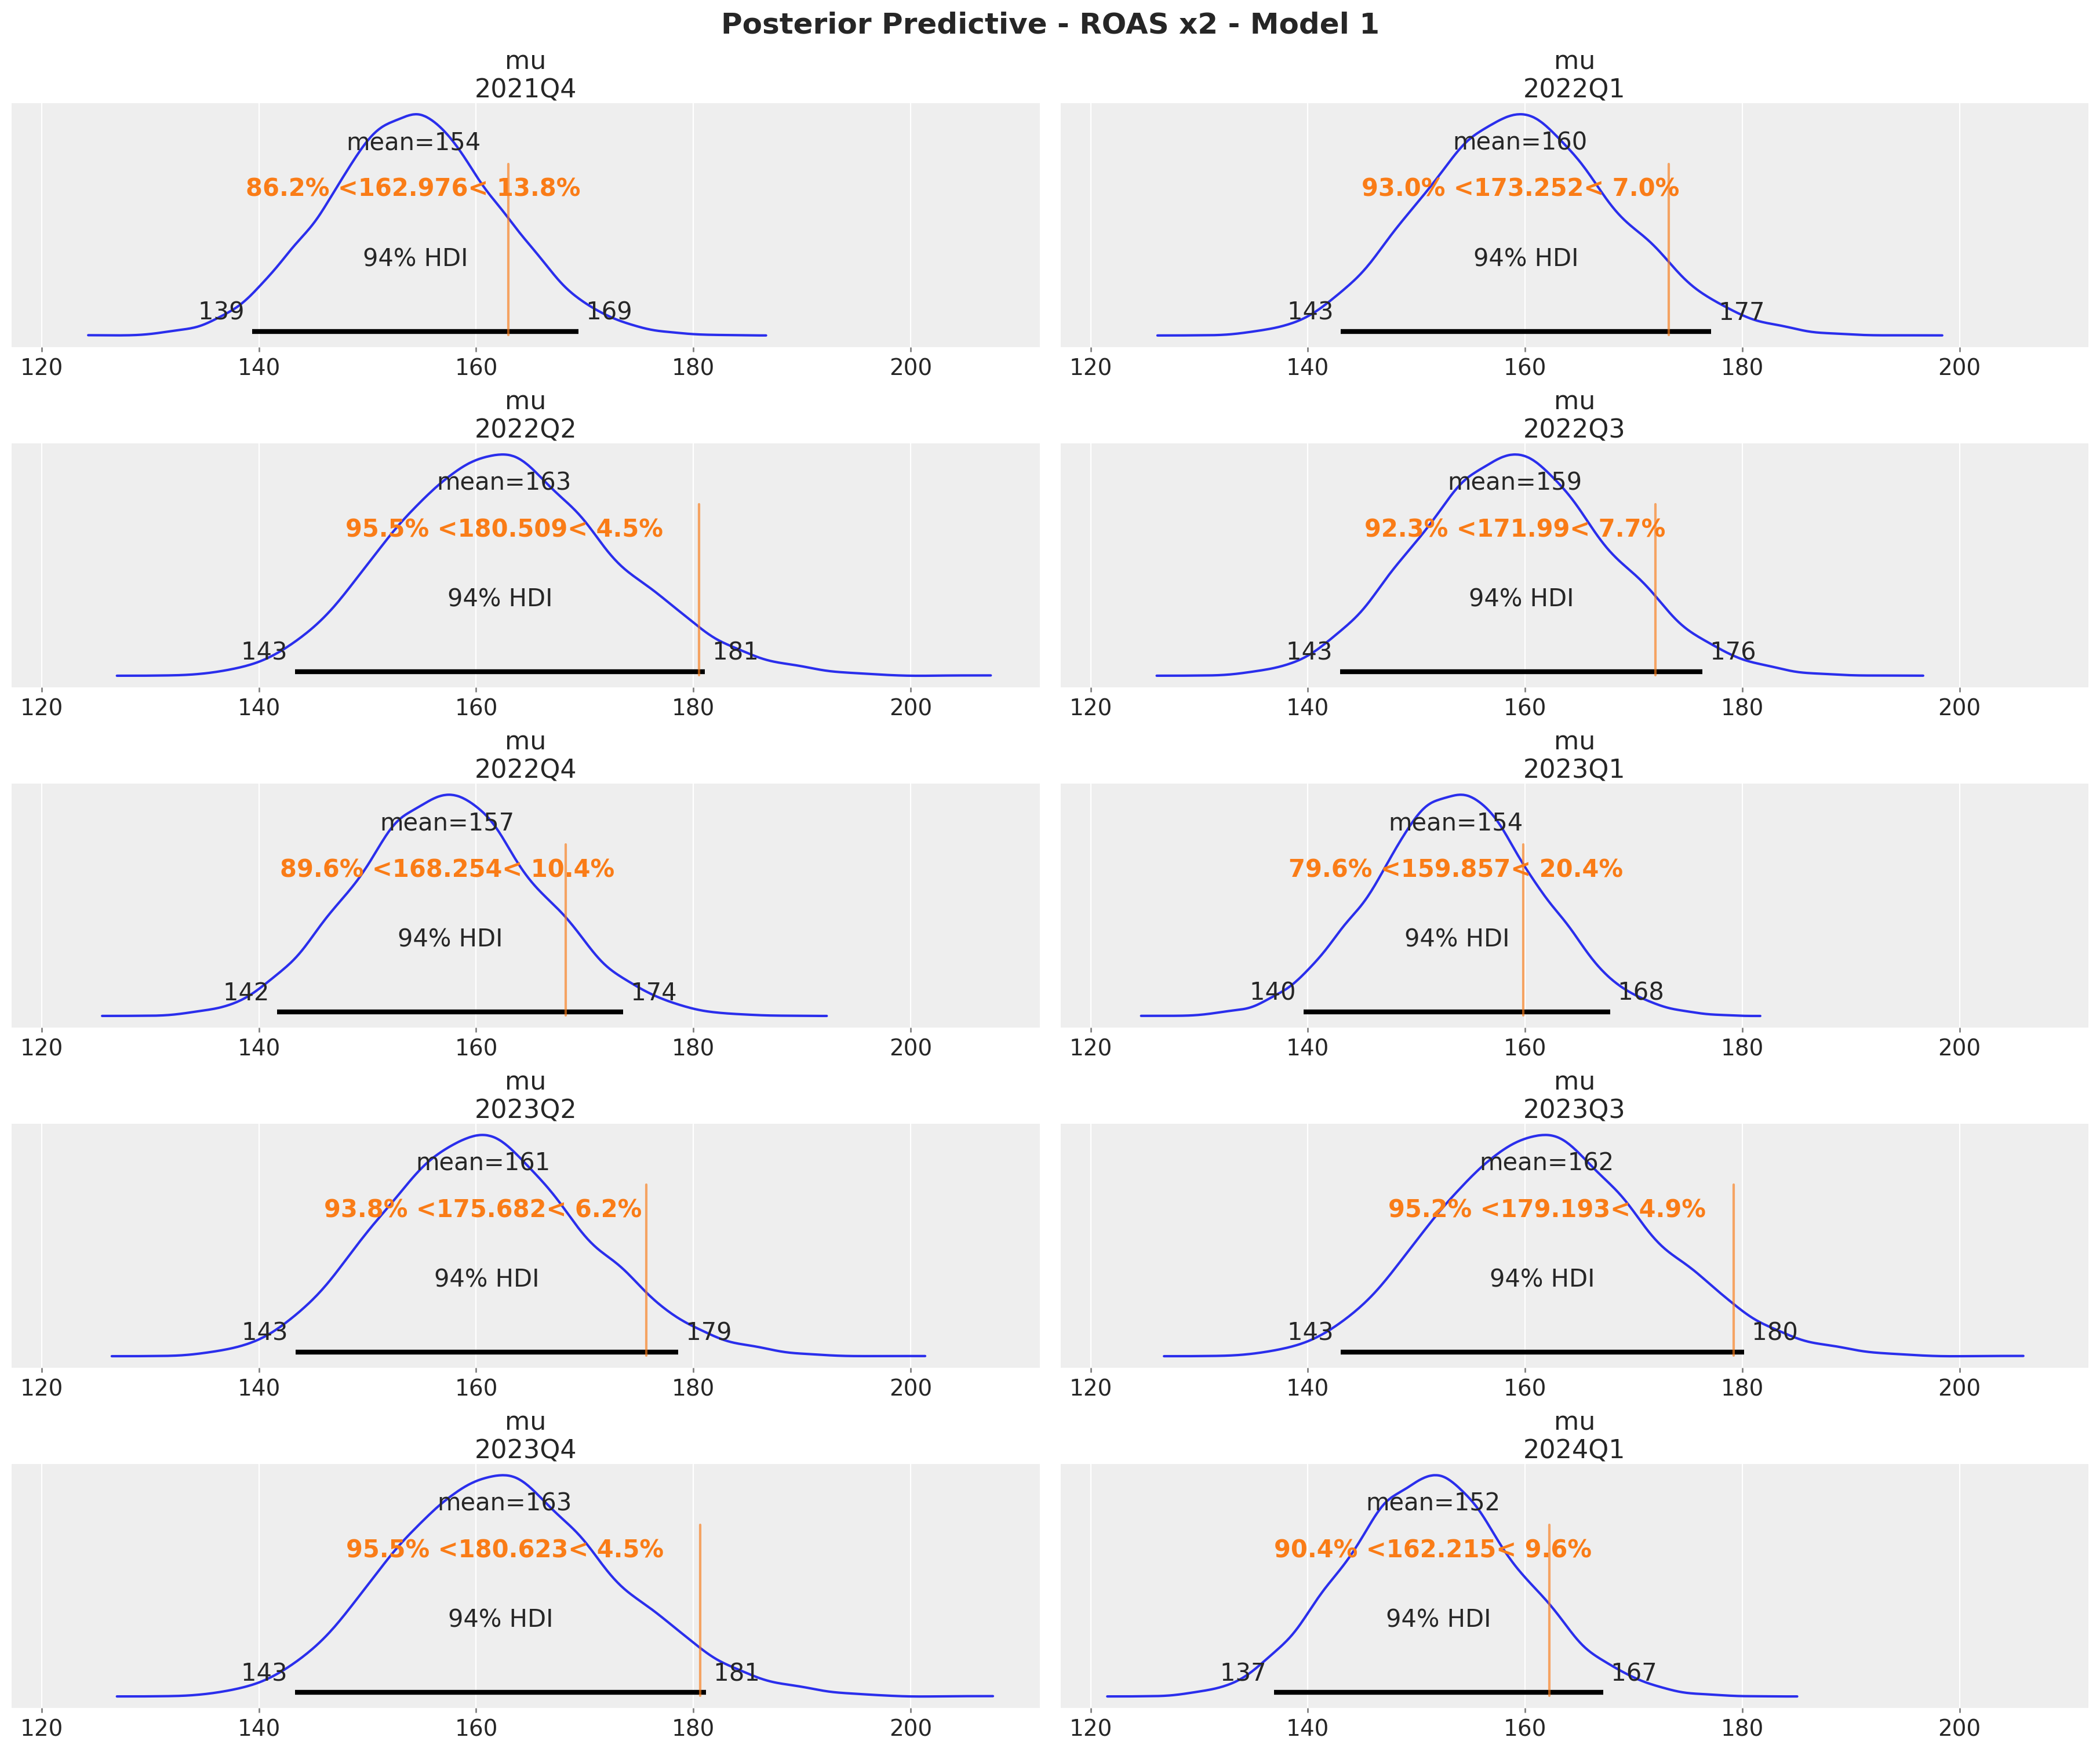 Posterior Predictive - ROAS x2 - Model 1
mu
2021Q4
mean=154
86.2% <162.976< 13.8%
94% HDI
139
169
120
140
160
180
200
mu
2022Q1
mean=160
93.0% <173.252< 7.0%
94% HDI
143
177
120
140
160
180
200
mu
2022Q2
mean=163
95.5% <180.509< 4.5%
94% HDI
143
181
120
140
160
180
200
mu
2022Q3
mean=159
92.3% <171.99< 7.7%
94% HDI
143
176
120
140
160
180
200
mu
2022Q4
mean=157
89.6% <168.254< 10.4%
94% HDI
142
174
120
140
160
180
200
mu
2023Q1
mean=154
79.6% <159.857< 20.4%
94% HDI
140
168
120
140
160
180
200
mu
2023Q2
mean=161
93.8% <175.682< 6.2%
94% HDI
143
179
120
140
160
180
200
mu
2023Q3
mean=162
95.2% <179.193< 4.9%
94% HDI
143
180
120
140
160
180
200
mu
2023Q4
mean=163
95.5% <180.623< 4.5%
94% HDI
143
181
120
140
160
180
200
mu
2024Q1
mean=152
90.4% <162.215< 9.6%
94% HDI
137
167
120
140
160
180
200